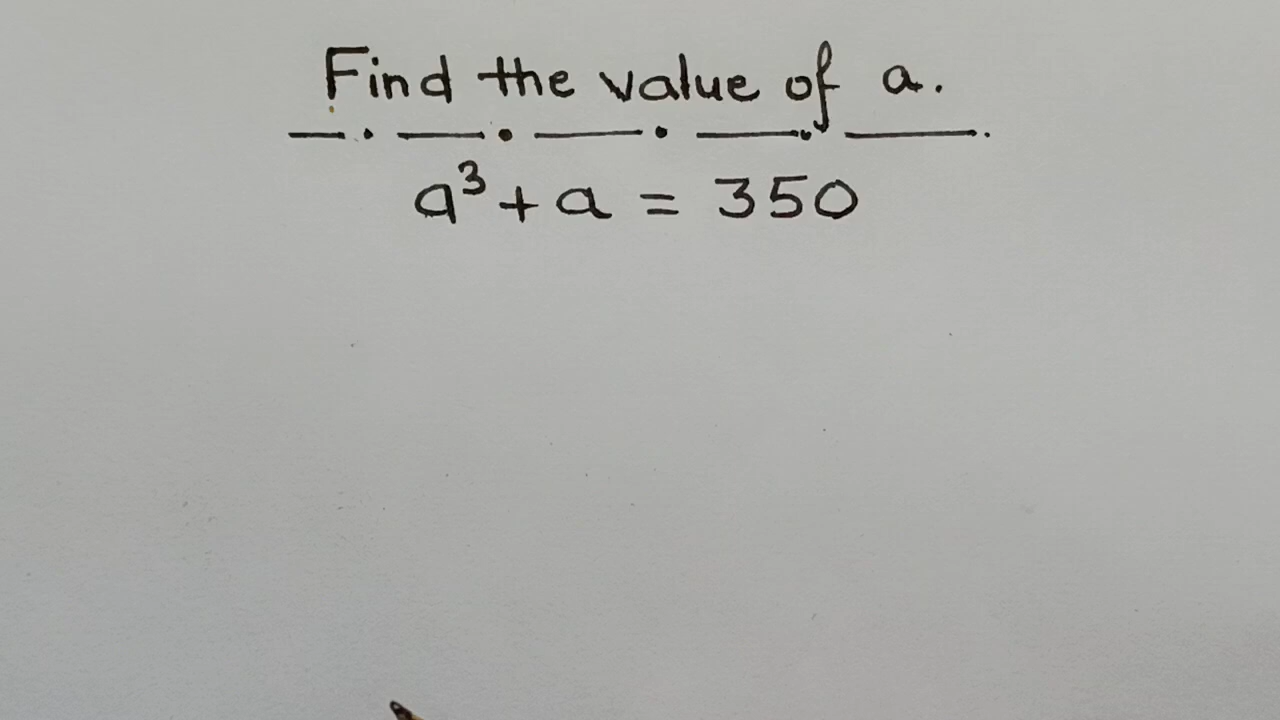 Find the value of a.
a³ + a = 350